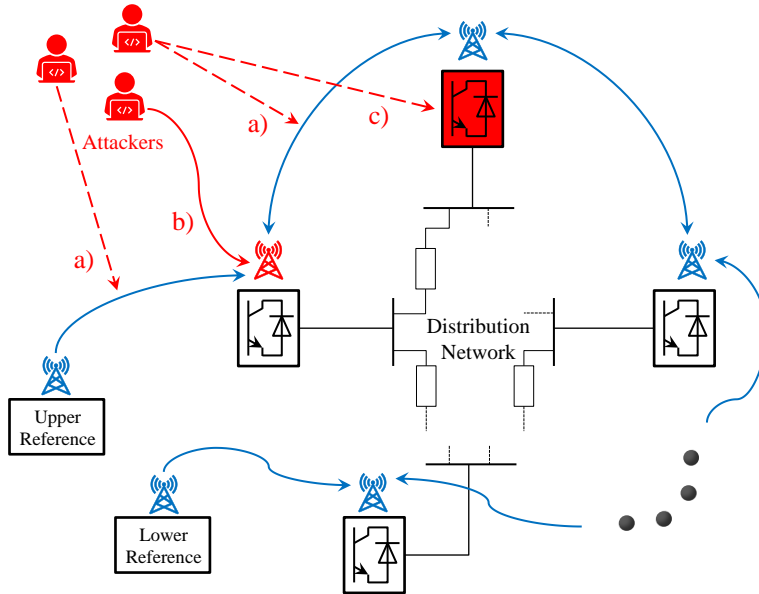 </>
</>
</>
Attackers
a)
c)
b)
a)
Distribution
Network
Upper
Reference
Lower
Reference